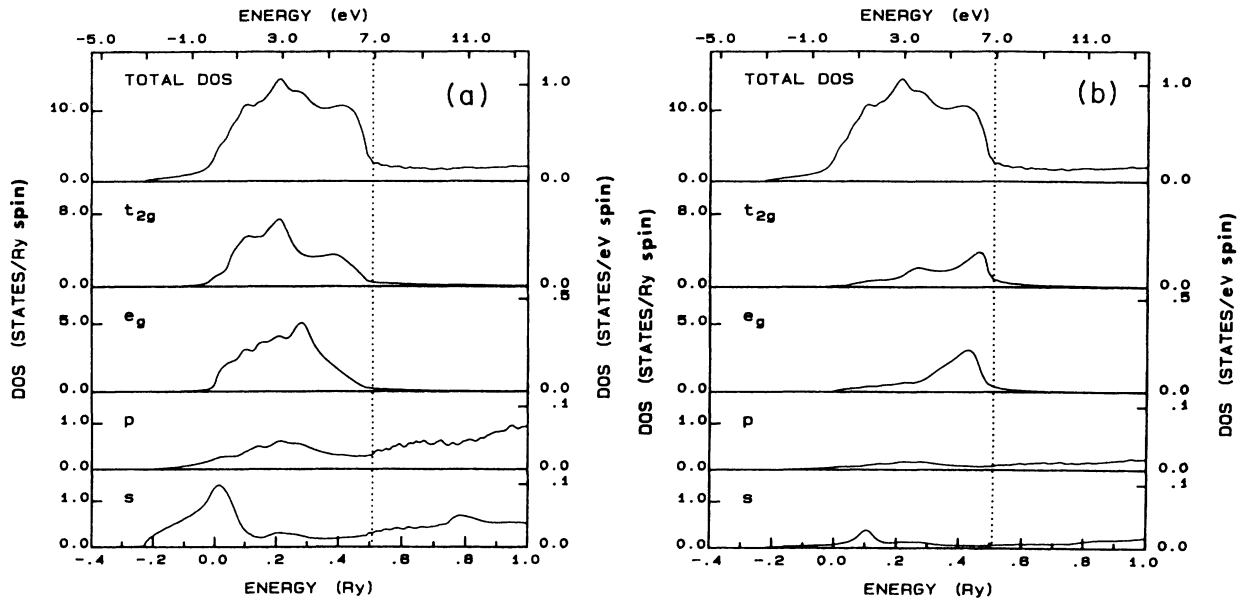 ENERGY (eV)
-5.0 -1.0 3.0 7.0 11.0
TOTAL DOS
(a)
10.0
0.0
1.0
0.0
t2g
8.0
0.0
0.0
eg
5.0
0.0
.5
0.0
p
1.0
0.0
.1
0.0
s
1.0
0.0
.1
0.0
-.4 -.2 0.0 .2 .4 .6 .8 1.0
ENERGY (Ry)
DOS (STATES/Ry spin)
DOS (STATES/eV spin)
ENERGY (eV)
-5.0 -1.0 3.0 7.0 11.0
TOTAL DOS
(b)
10.0
0.0
1.0
0.0
t2g
8.0
0.0
0.0
eg
5.0
0.0
.5
0.0
p
1.0
0.0
.1
0.0
s
1.0
0.0
.1
0.0
-.4 -.2 0.0 .2 .4 .6 .8 1.0
ENERGY (Ry)
DOS (STATES/Ry spin)
DOS (STATES/eV spin)